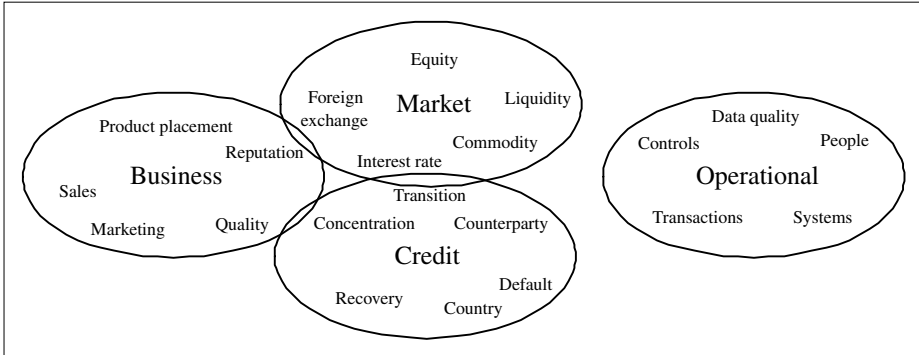 Equity
Foreign
exchange
Market
Liquidity
Commodity
Interest rate
Product placement
Reputation
Business
Sales
Marketing
Quality
Transition
Concentration
Counterparty
Credit
Default
Recovery
Country
Data quality
Controls
People
Operational
Transactions
Systems